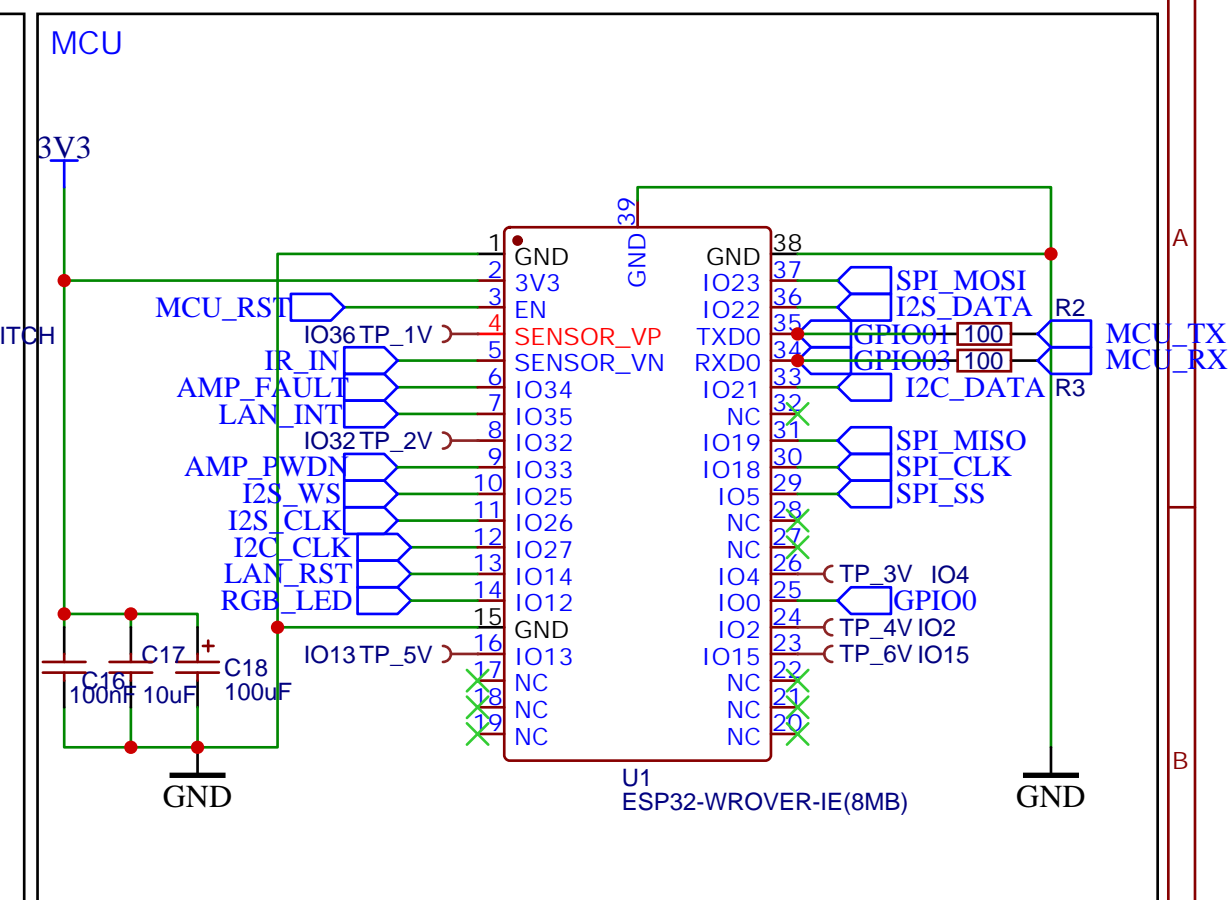 MCU
3V3
ITCH
A
B
39
GND
1 GND
2 3V3
MCU_RST 3 EN
IO36 TP_1V 4 SENSOR_VP
IR_IN 5 SENSOR_VN
AMP_FAULT 6 IO34
LAN_INT 7 IO35
IO32 TP_2V 8 IO32
AMP_PWDN 9 IO33
I2S_WS 10 IO25
I2S_CLK 11 IO26
I2C_CLK 12 IO27
LAN_RST 13 IO14
RGB_LED 14 IO12
15 GND
IO13 TP_5V 16 IO13
17 NC
18 NC
19 NC
GND 38
IO23 37 SPI_MOSI
IO22 36 I2S_DATA
R2
TXD0 35 GPIO01 100 MCU_TX
RXD0 34 GPIO03 100 MCU_RX
IO21 33 I2C_DATA R3
NC 32
IO19 31 SPI_MISO
IO18 30 SPI_CLK
IO5 29 SPI_SS
NC 28
NC 27
IO4 26 TP_3V IO4
IO0 25 GPIO0
IO2 24 TP_4V IO2
IO15 23 TP_6V IO15
NC 22
NC 21
NC 20
C16
100nF
C17
10uF
+
C18
100uF
GND
U1
ESP32-WROVER-IE(8MB)
GND